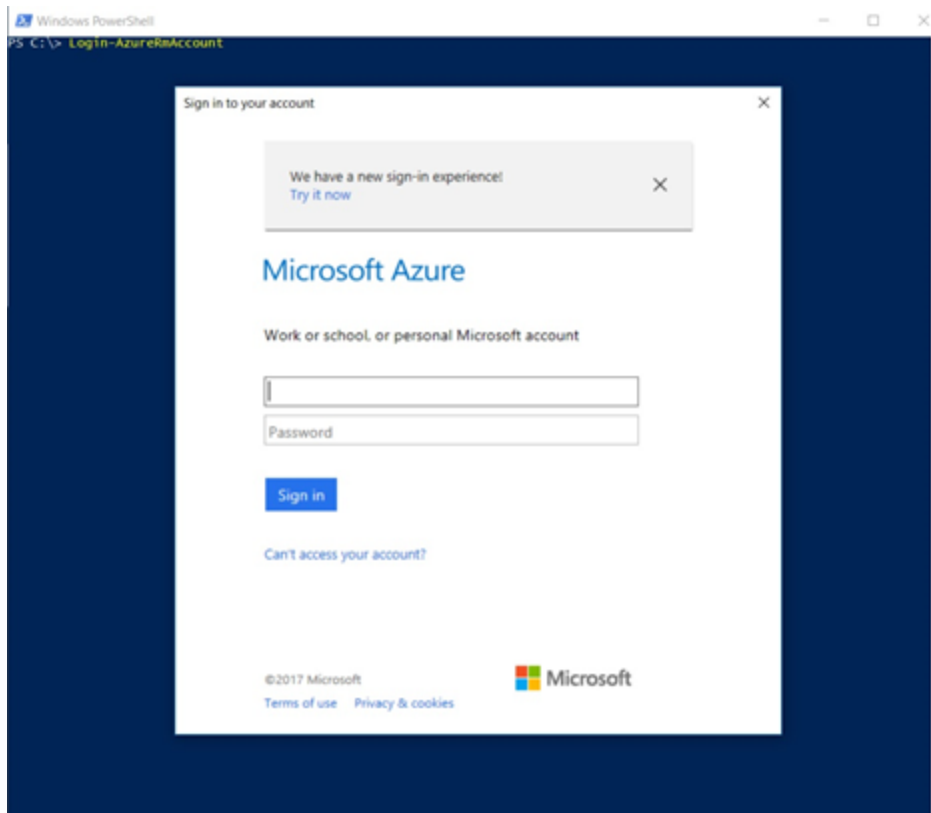 Windows PowerShell
PS C:\> Login-AzureRmAccount
Sign in to your account
We have a new sign-in experience!
Try it now
Microsoft Azure
Work or school, or personal Microsoft account
Password
Sign in
Can't access your account?
©2017 Microsoft
Microsoft
Terms of use Privacy & cookies